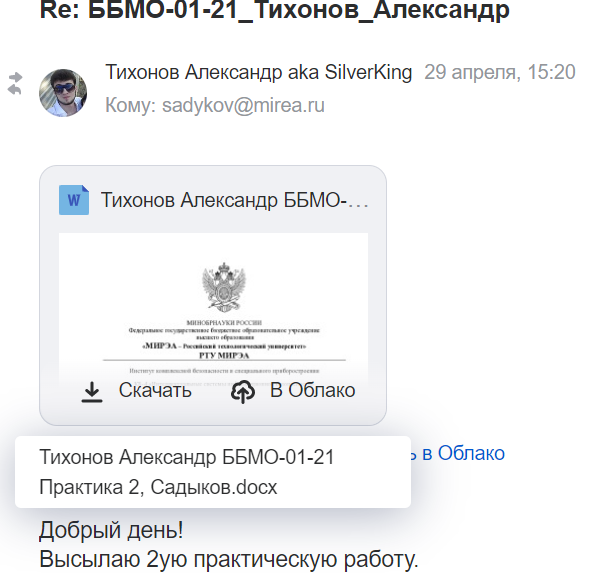 Re: ББМО-01-21_Тихонов_Александр
Тихонов Александр aka SilverKing 29 апреля, 15:20
Кому: sadykov@mirea.ru
W Тихонов Александр ББМО-...
МИНОБРНАУКИ РОССИИ
Федеральное государственное бюджетное образовательное учреждение
высшего образования
«МИРЭА – Российский технологический университет»
РТУ МИРЭА
Институт комплексной безопасности и специального приборостроения
Скачать В Облако
ь в Облако
Тихонов Александр ББМО-01-21
Практика 2, Садыков.docx
Добрый день!
Высылаю 2ую практическую работу.